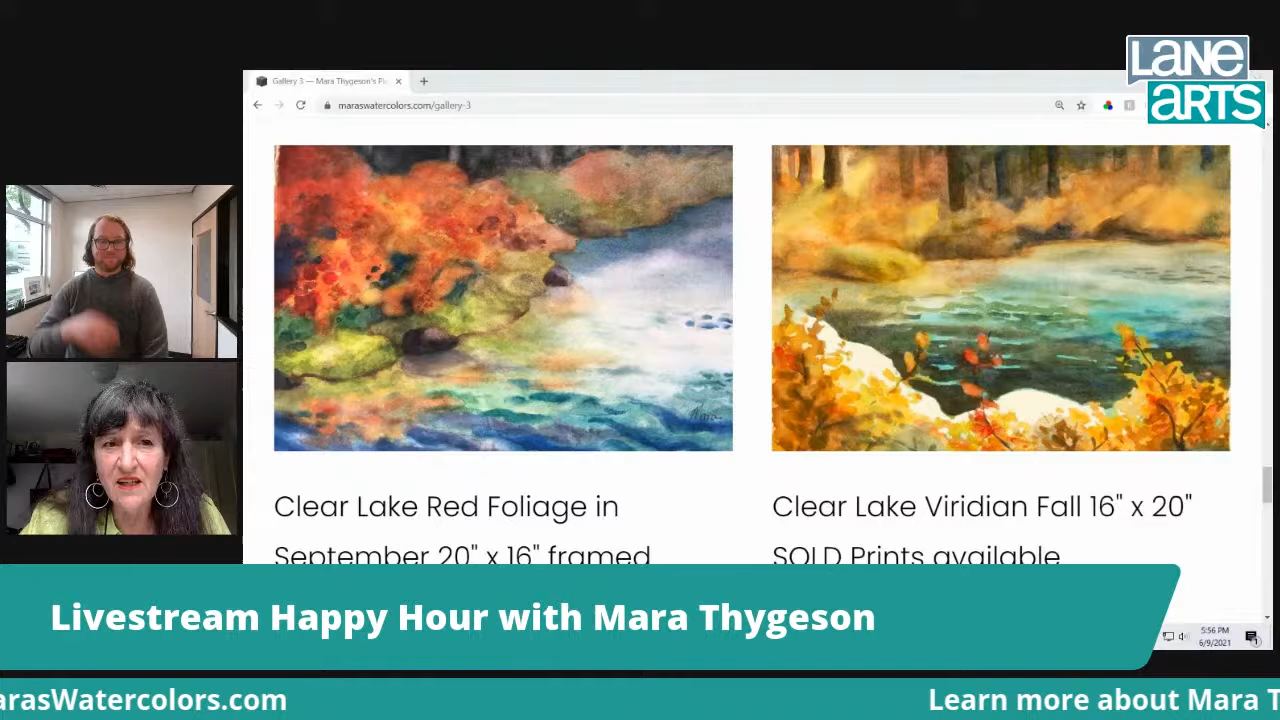 LANE
ARTS
Gallery 3 — Mara Thygeson's Pl
maraswatercolors.com/gallery-3
Clear Lake Red Foliage in
September 20" x 16" framed
Clear Lake Viridian Fall 16" x 20"
SOLD Prints available
Livestream Happy Hour with Mara Thygeson
5:56 PM
6/9/2021
arasWatercolors.com
Learn more about Mara T